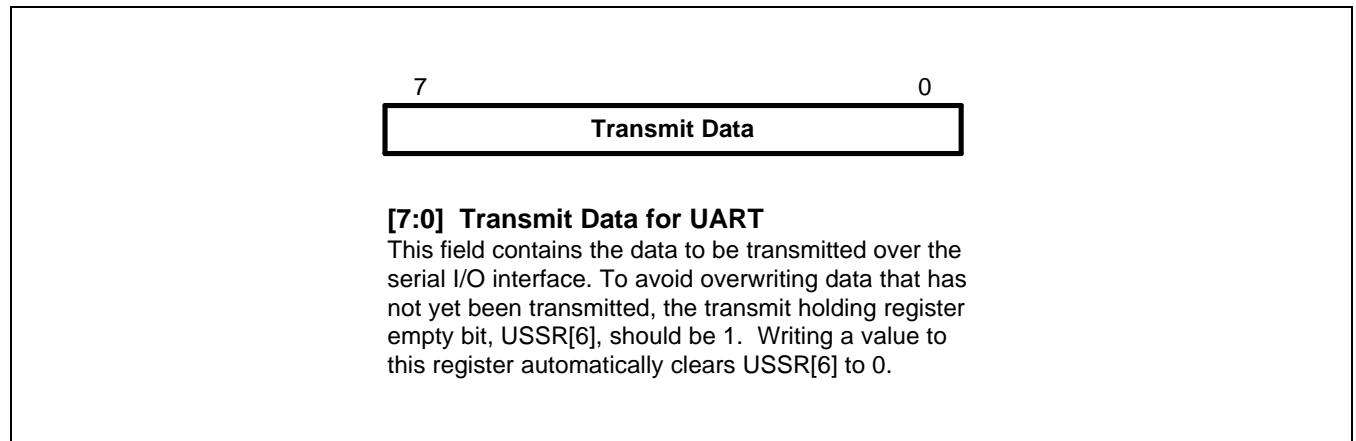 7 0
Transmit Data
[7:0] Transmit Data for UART
This field contains the data to be transmitted over the
serial I/O interface. To avoid overwriting data that has
not yet been transmitted, the transmit holding register
empty bit, USSR[6], should be 1. Writing a value to
this register automatically clears USSR[6] to 0.